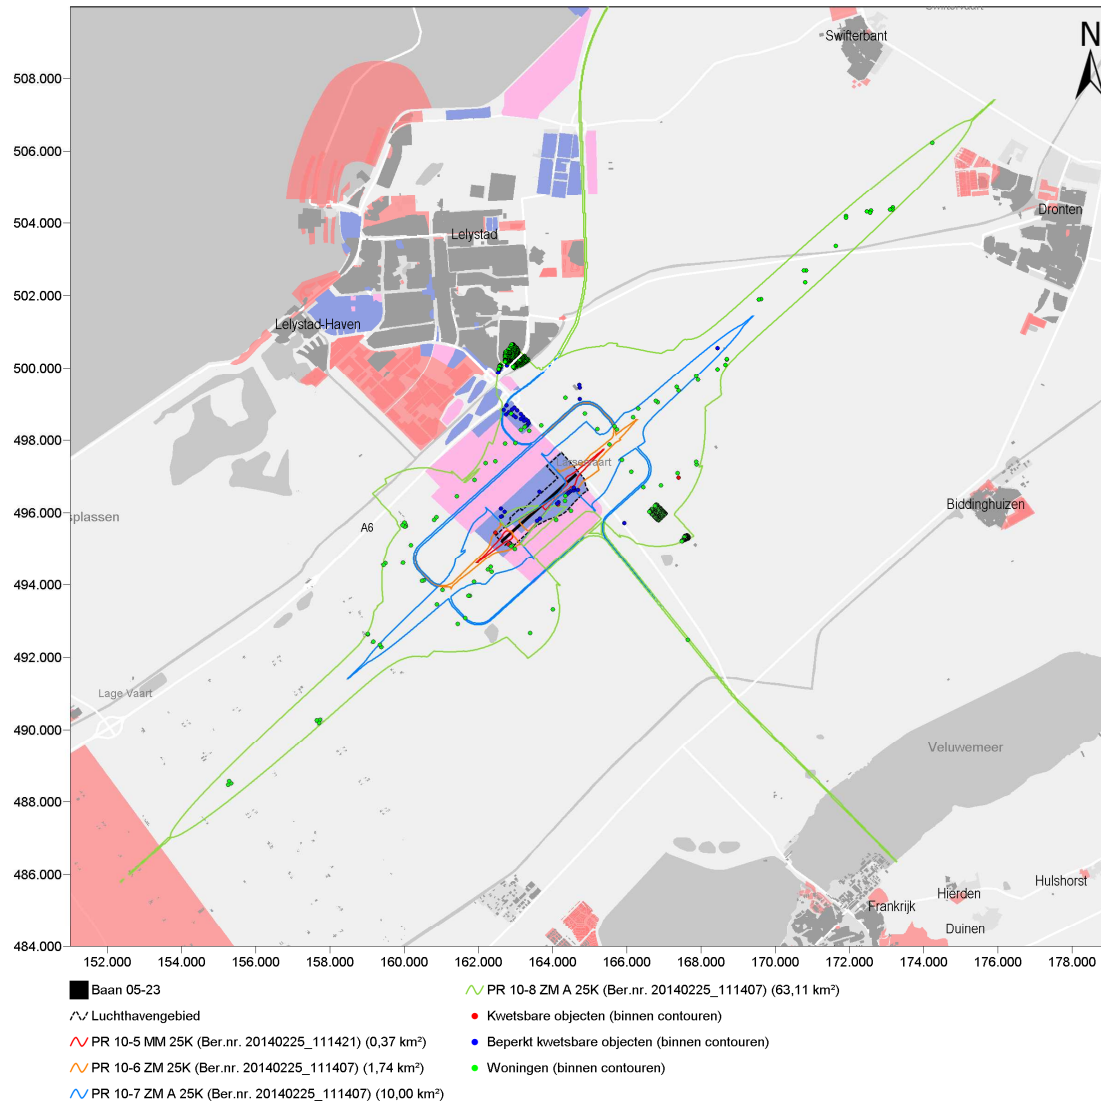 Swifterbant
N
508.000
506.000
Dronten
504.000
Lelystad
502.000
Lelystad-Haven
500.000
498.000
Biddinghuizen
496.000
splassen
A6
494.000
492.000
Lage Vaart
490.000
Veluwemeer
488.000
486.000
Hulshorst
Hierden
Frankrijk
Duinen
484.000
152.000 154.000 156.000 158.000 160.000 162.000 164.000 166.000 168.000 170.000 172.000 174.000 176.000 178.000
Baan 05-23
Luchthavengebied
PR 10-5 MM 25K (Ber.nr. 20140225_111421) (0,37 km²)
PR 10-6 ZM 25K (Ber.nr. 20140225_111407) (1,74 km²)
PR 10-7 ZM A 25K (Ber.nr. 20140225_111407) (10,00 km²)
PR 10-8 ZM A 25K (Ber.nr. 20140225_111407) (63,11 km²)
Kwetsbare objecten (binnen contouren)
Beperkt kwetsbare objecten (binnen contouren)
Woningen (binnen contouren)